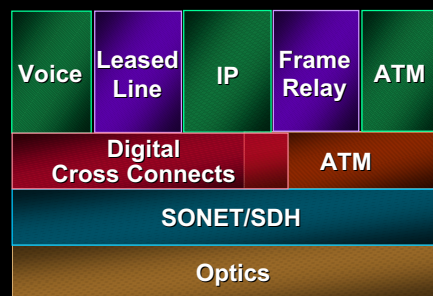 Voice
Leased
Line
IP
Frame
Relay
ATM
Digital
Cross Connects
ATM
SONET/SDH
Optics